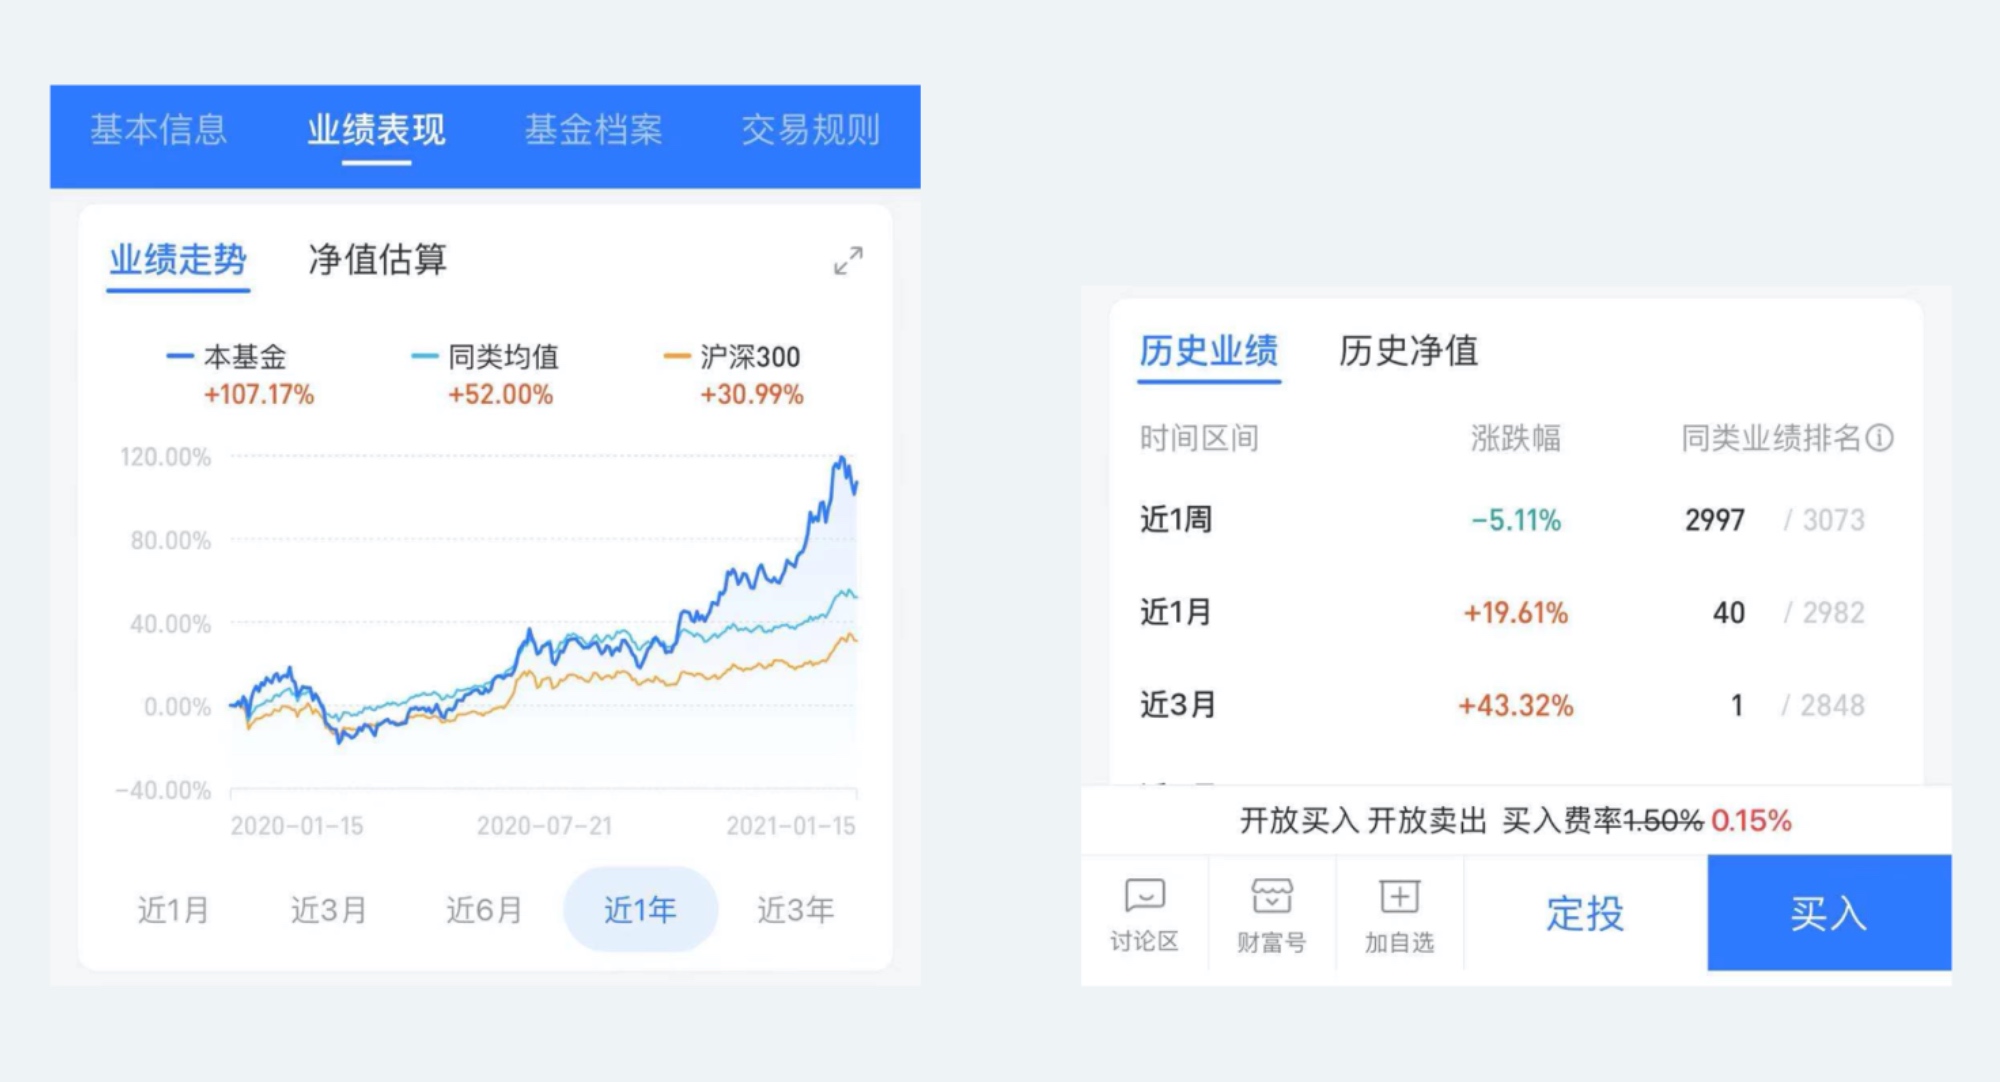 基本信息 业绩表现 基金档案 交易规则
业绩走势 净值估算
本基金 同类均值 沪深300
+107.17% +52.00% +30.99%
120.00%
80.00%
40.00%
0.00%
-40.00%
2020-01-15 2020-07-21 2021-01-15
近1月 近3月 近6月 近1年 近3年
历史业绩 历史净值
时间区间 涨跌幅 同类业绩排名
近1周 -5.11% 2997 / 3073
近1月 +19.61% 40 / 2982
近3月 +43.32% 1 / 2848
开放买入 开放卖出 买入费率1.50% 0.15%
讨论区 财富号 加自选 定投 买入